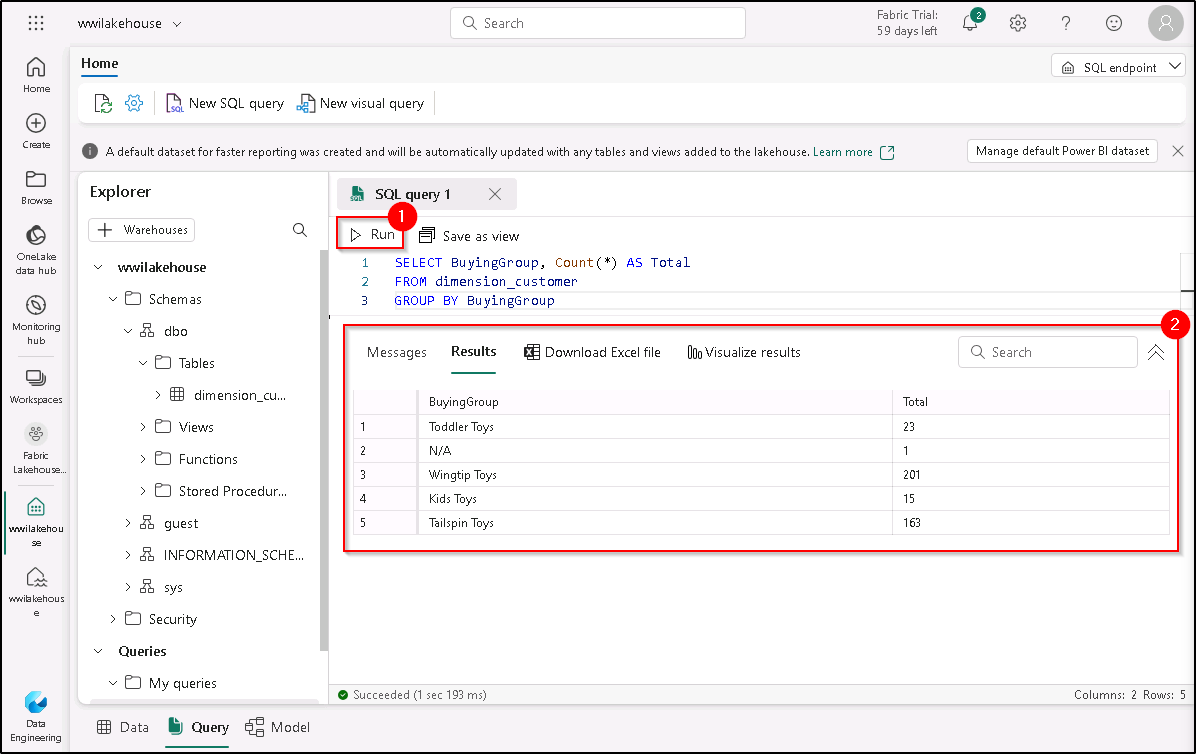 wwilakehouse
Search
Fabric Trial:
59 days left
2
Home
SQL endpoint
New SQL query
New visual query
A default dataset for faster reporting was created and will be automatically updated with any tables and views added to the lakehouse. Learn more
Manage default Power BI dataset
Home
Create
Browse
OneLake
data hub
Monitoring
hub
Workspaces
Fabric
Lakehouse...
wwilakehou
se
wwilakehous
e
Data
Engineering
Explorer
Warehouses
wwilakehouse
Schemas
dbo
Tables
dimension_cu...
Views
Functions
Stored Procedur...
guest
INFORMATION_SCHE...
sys
Security
Queries
My queries
SQL query 1
1
Run
Save as view
1 SELECT BuyingGroup, Count(*) AS Total
2 FROM dimension_customer
3 GROUP BY BuyingGroup
2
Messages
Results
Download Excel file
Visualize results
Search
BuyingGroup Total
1 Toddler Toys 23
2 N/A 1
3 Wingtip Toys 201
4 Kids Toys 15
5 Tailspin Toys 163
Succeeded (1 sec 193 ms)
Columns: 2 Rows: 5
Data
Query
Model